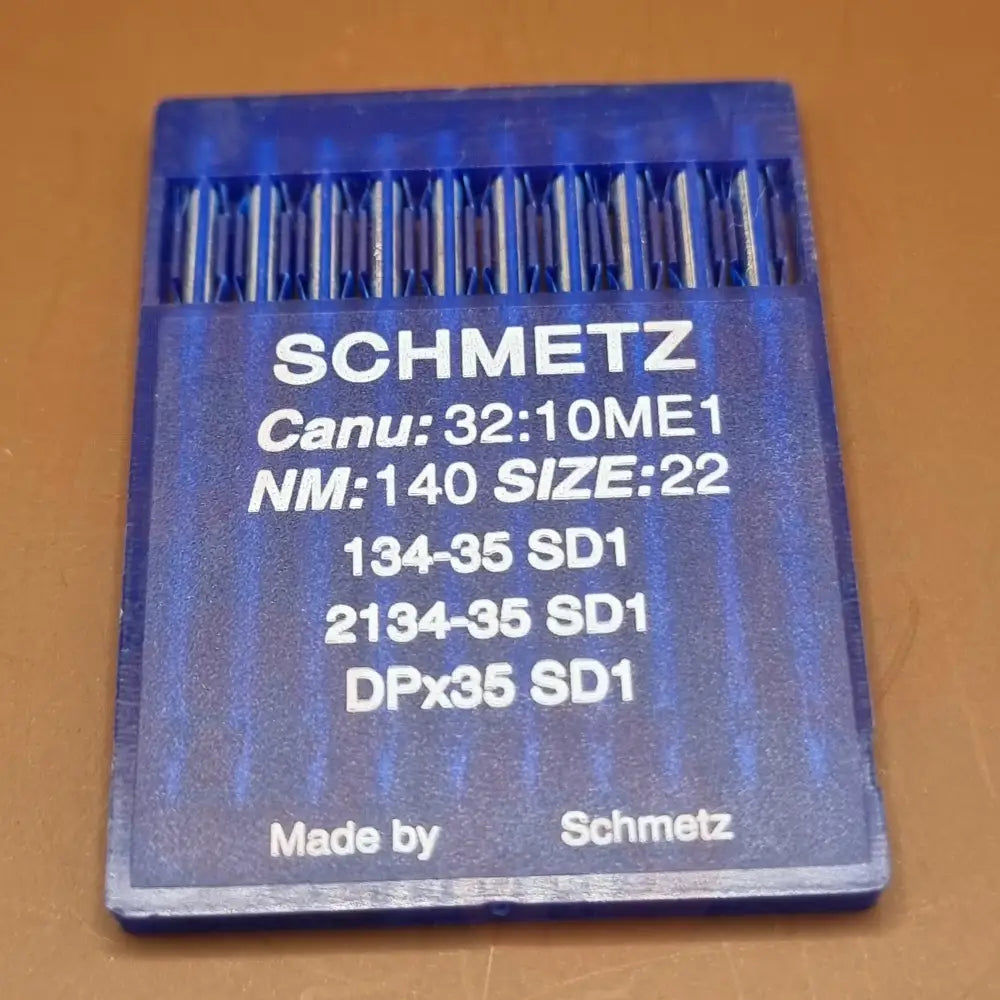 SCHMETZ
Canu: 32:10ME1
NM:140 SIZE:22
134-35 SD1
2134-35 SD1
DPx35 SD1
Made by Schmetz